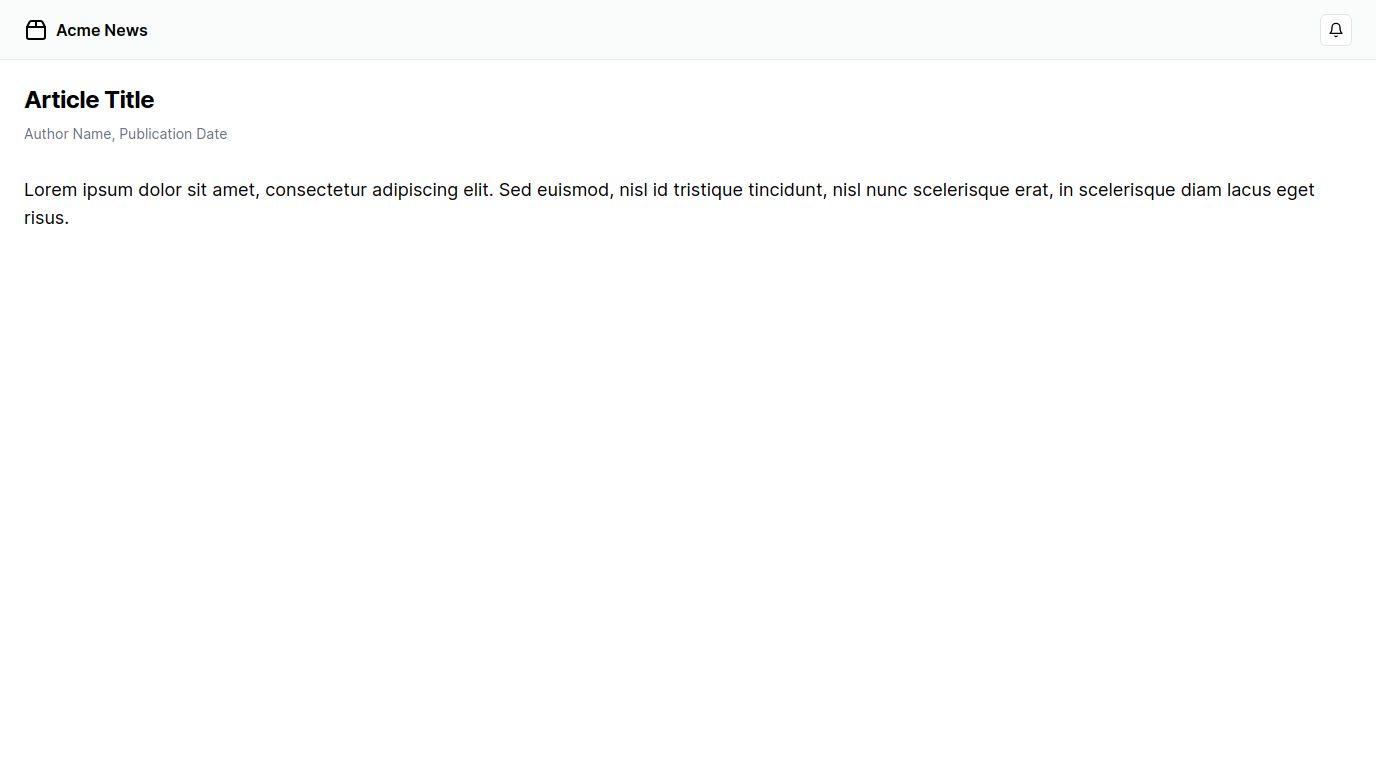 Acme News
Article Title
Author Name, Publication Date
Lorem ipsum dolor sit amet, consectetur adipiscing elit. Sed euismod, nisl id tristique tincidunt, nisl nunc scelerisque erat, in scelerisque diam lacus eget
risus.